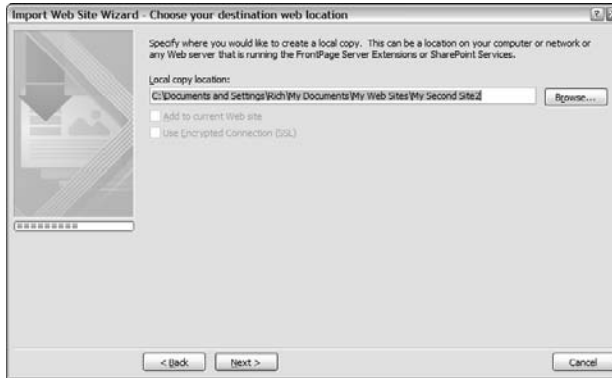 Import Web Site Wizard - Choose your destination web location
Specify where you would like to create a local copy. This can be a location on your computer or network or
any Web server that is running the FrontPage Server Extensions or SharePoint Services.
Local copy location:
C:\Documents and Settings\Rich\My Documents\My Web Sites\My Second Site2
Browse...
Add to current Web site
Use Encrypted Connection (SSL)
< Back
Next >
Cancel